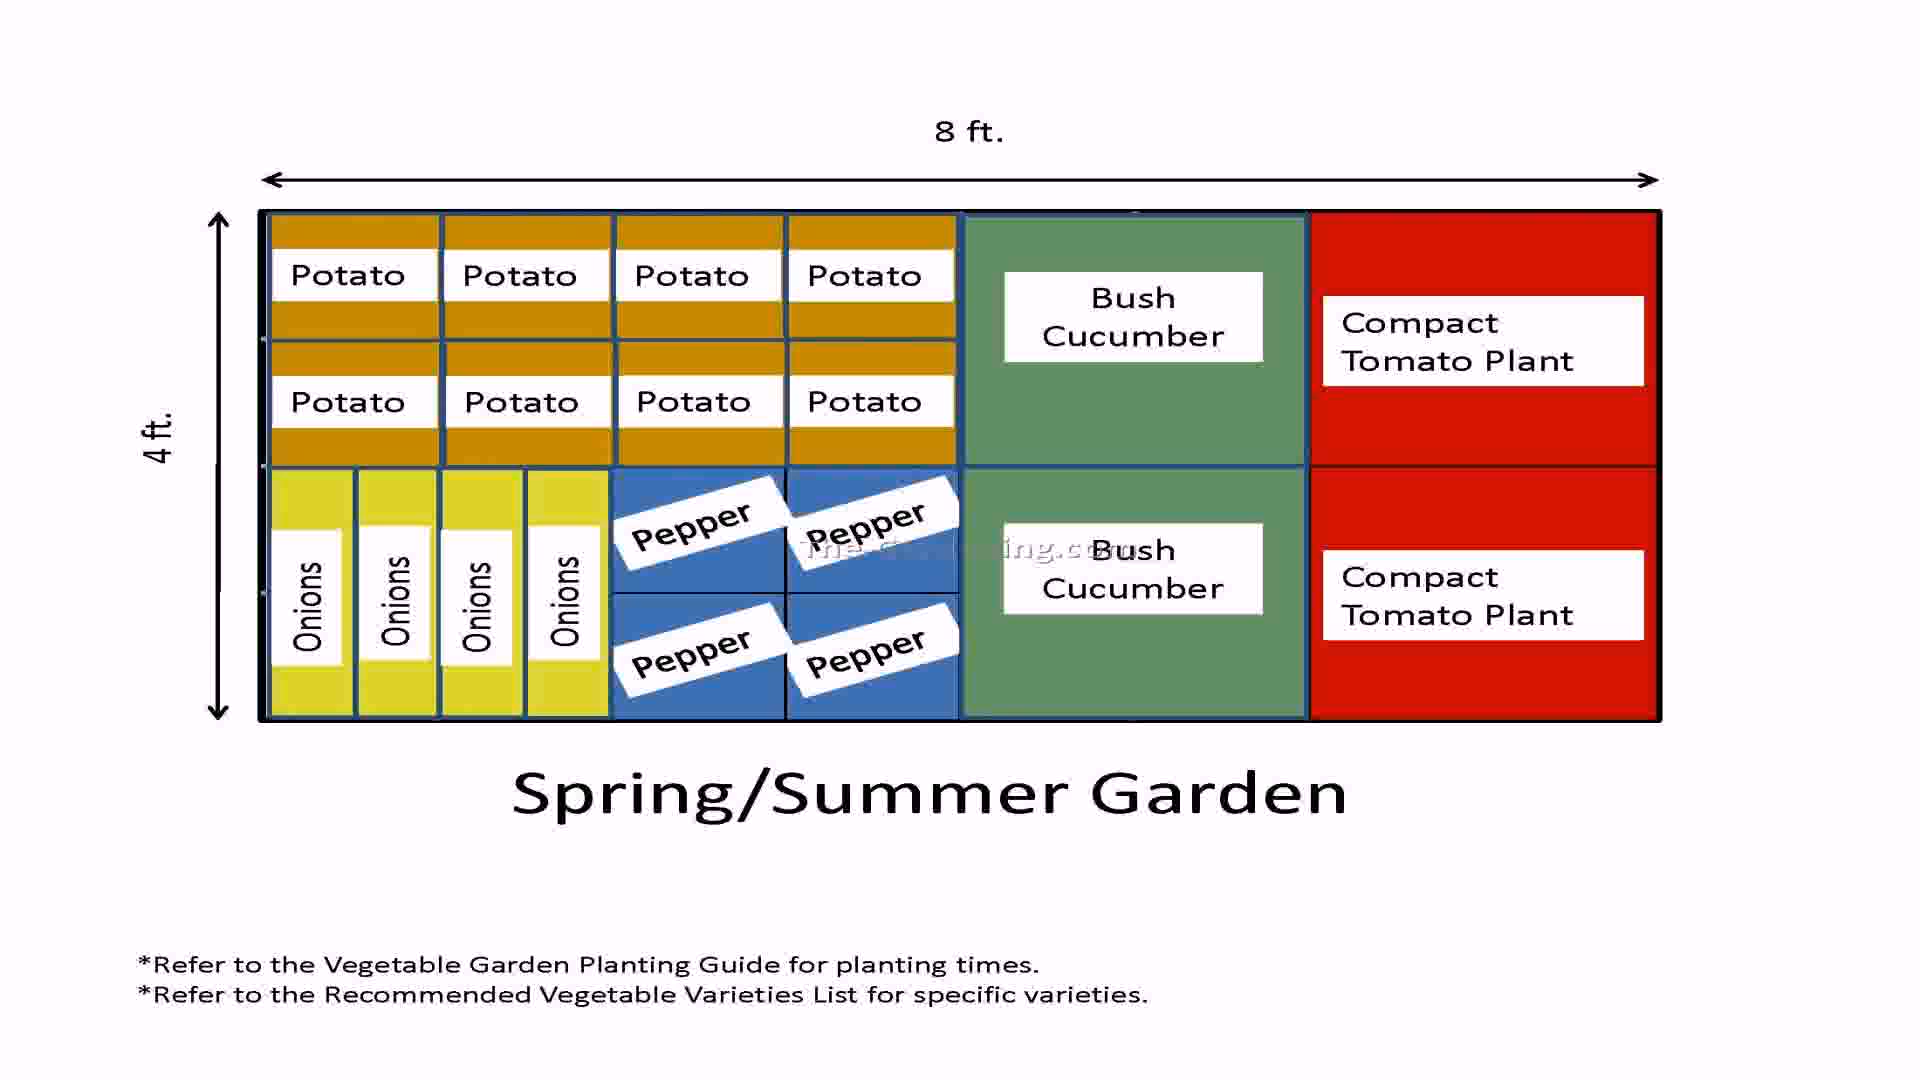 8 ft.
4 ft.
Potato Potato Potato Potato
Potato Potato Potato Potato
Bush
Cucumber
Compact
Tomato Plant
Onions Onions Onions Onions
Pepper Pepper
Pepper Pepper
Bush
Cucumber
Compact
Tomato Plant
Spring/Summer Garden
*Refer to the Vegetable Garden Planting Guide for planting times.
*Refer to the Recommended Vegetable Varieties List for specific varieties.